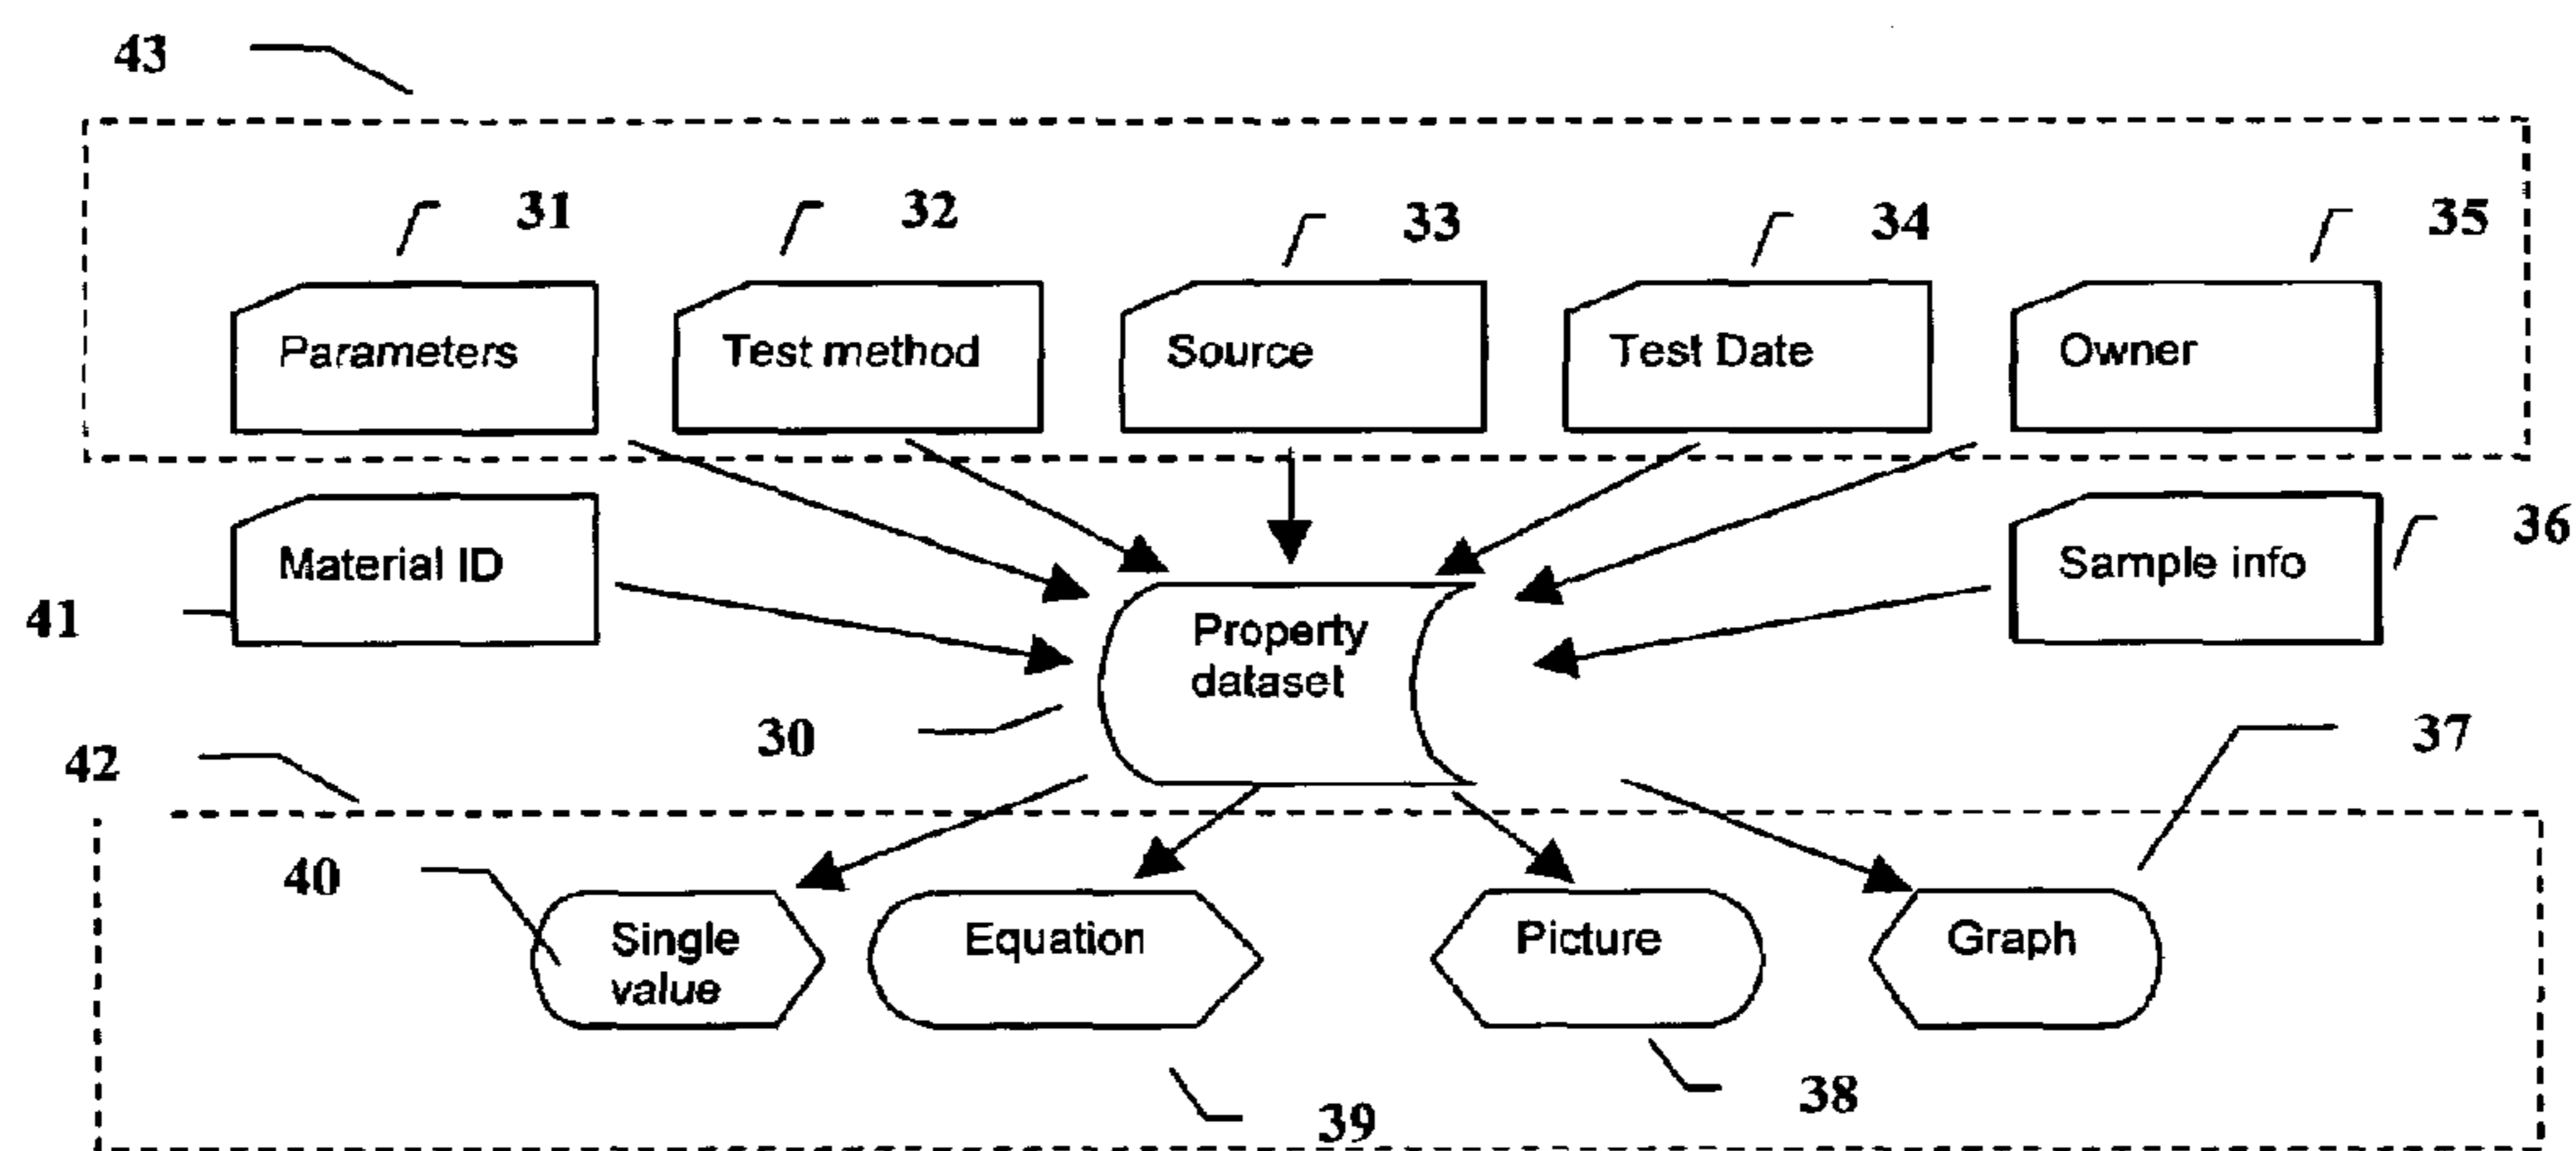 43
31
32
33
34
35
Parameters
Test method
Source
Test Date
Owner
Material ID
Sample info
36
41
Property
dataset
30
42
37
40
Single
value
Equation
Picture
Graph
39
38